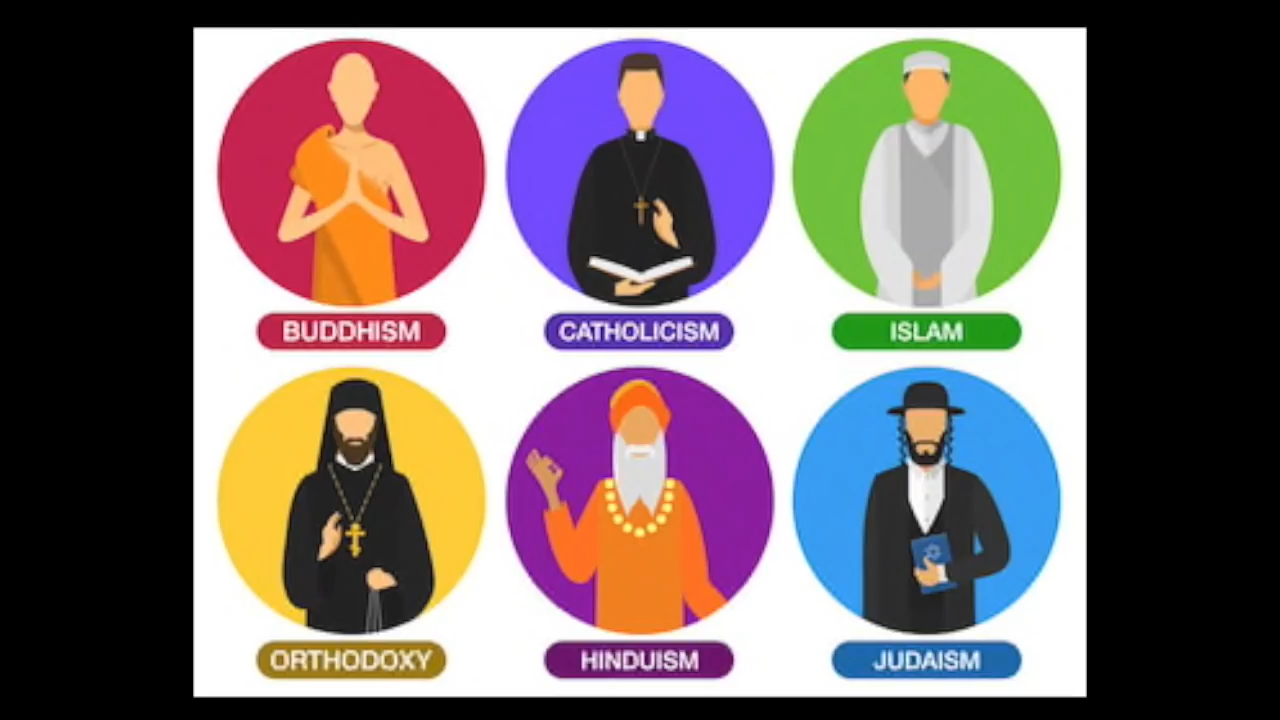 BUDDHISM
CATHOLICISM
ISLAM
ORTHODOXY
HINDUISM
JUDAISM